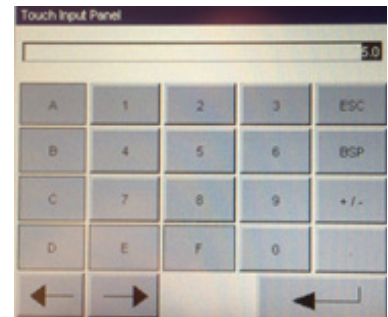 Touch Input Panel
5.0
A 1 2 3 ESC
B 4 5 6 BSP
C 7 8 9 +/-
D E F 0 .